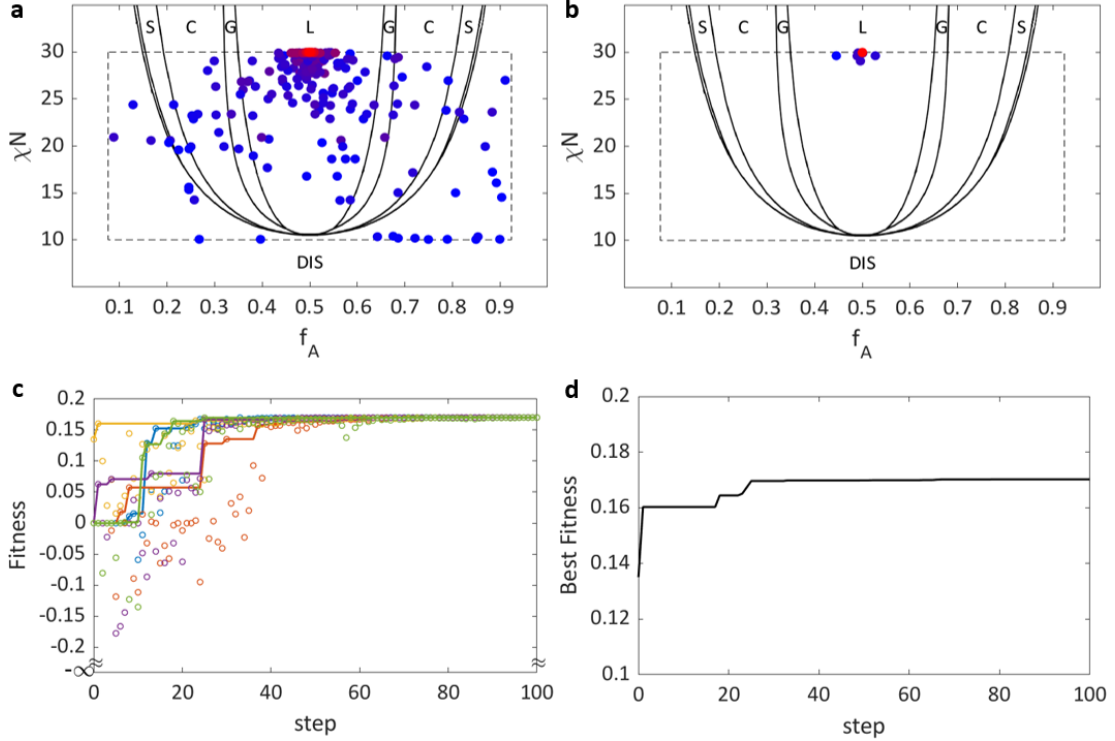 a
S C G L G C S
χN
30
25
20
15
10
DIS
0.1 0.2 0.3 0.4 0.5 0.6 0.7 0.8 0.9
f_A
b
S C G L G C S
χN
30
25
20
15
10
DIS
0.1 0.2 0.3 0.4 0.5 0.6 0.7 0.8 0.9
f_A
c
Fitness
0.2
0.15
0.1
0.05
0
-0.05
-0.1
-0.15
-0.2
-∞
0 20 40 60 80 100
step
d
Best Fitness
0.2
0.18
0.16
0.14
0.12
0.1
0 20 40 60 80 100
step